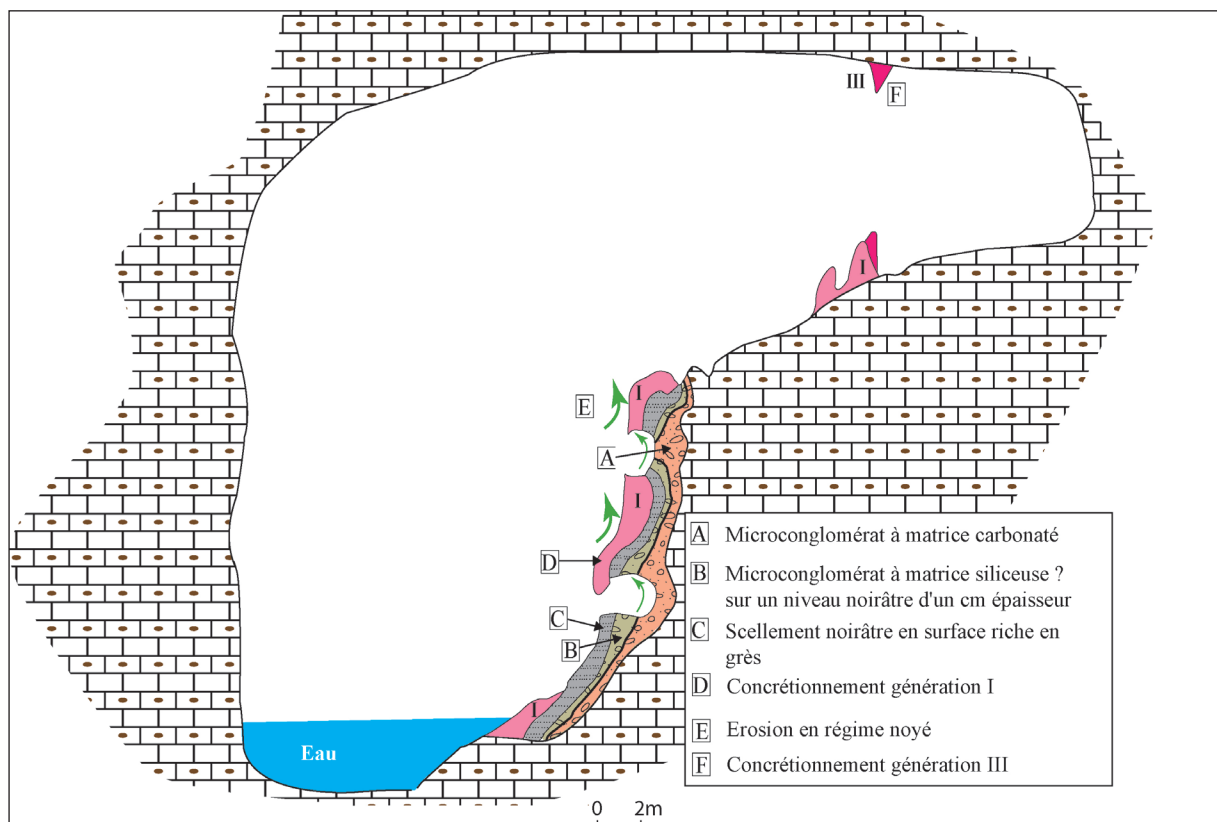 III
F
I
I
E
A
I
D
C
B
I
Eau
A Microconglomérat à matrice carbonaté
B Microconglomérat à matrice siliceuse ?
sur un niveau noirâtre d'un cm épaisseur
C Scellement noirâtre en surface riche en
grès
D Concrétionnement génération I
E Erosion en régime noyé
F Concrétionnement génération III
0 2m